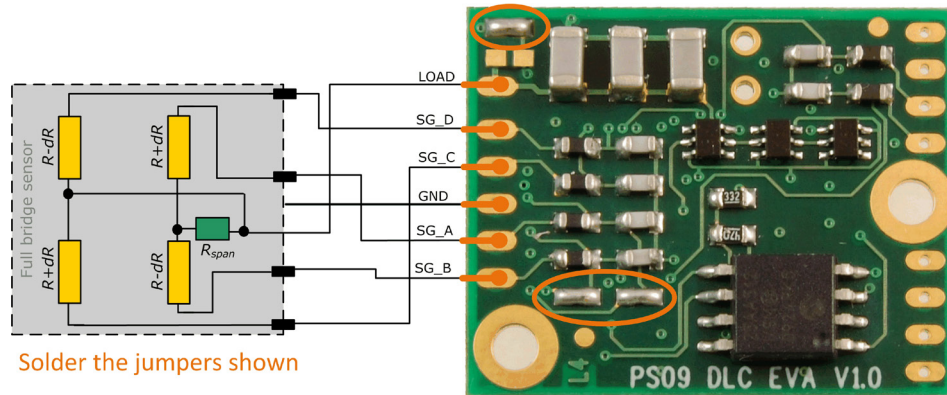 LOAD
SG_D
SG_C
GND
SG_A
SG_B
Full bridge sensor
R-dR
R+dR
R+dR
R-dR
Rspan
Solder the jumpers shown
332
470
L4
PS09 DLC EVA V1.0